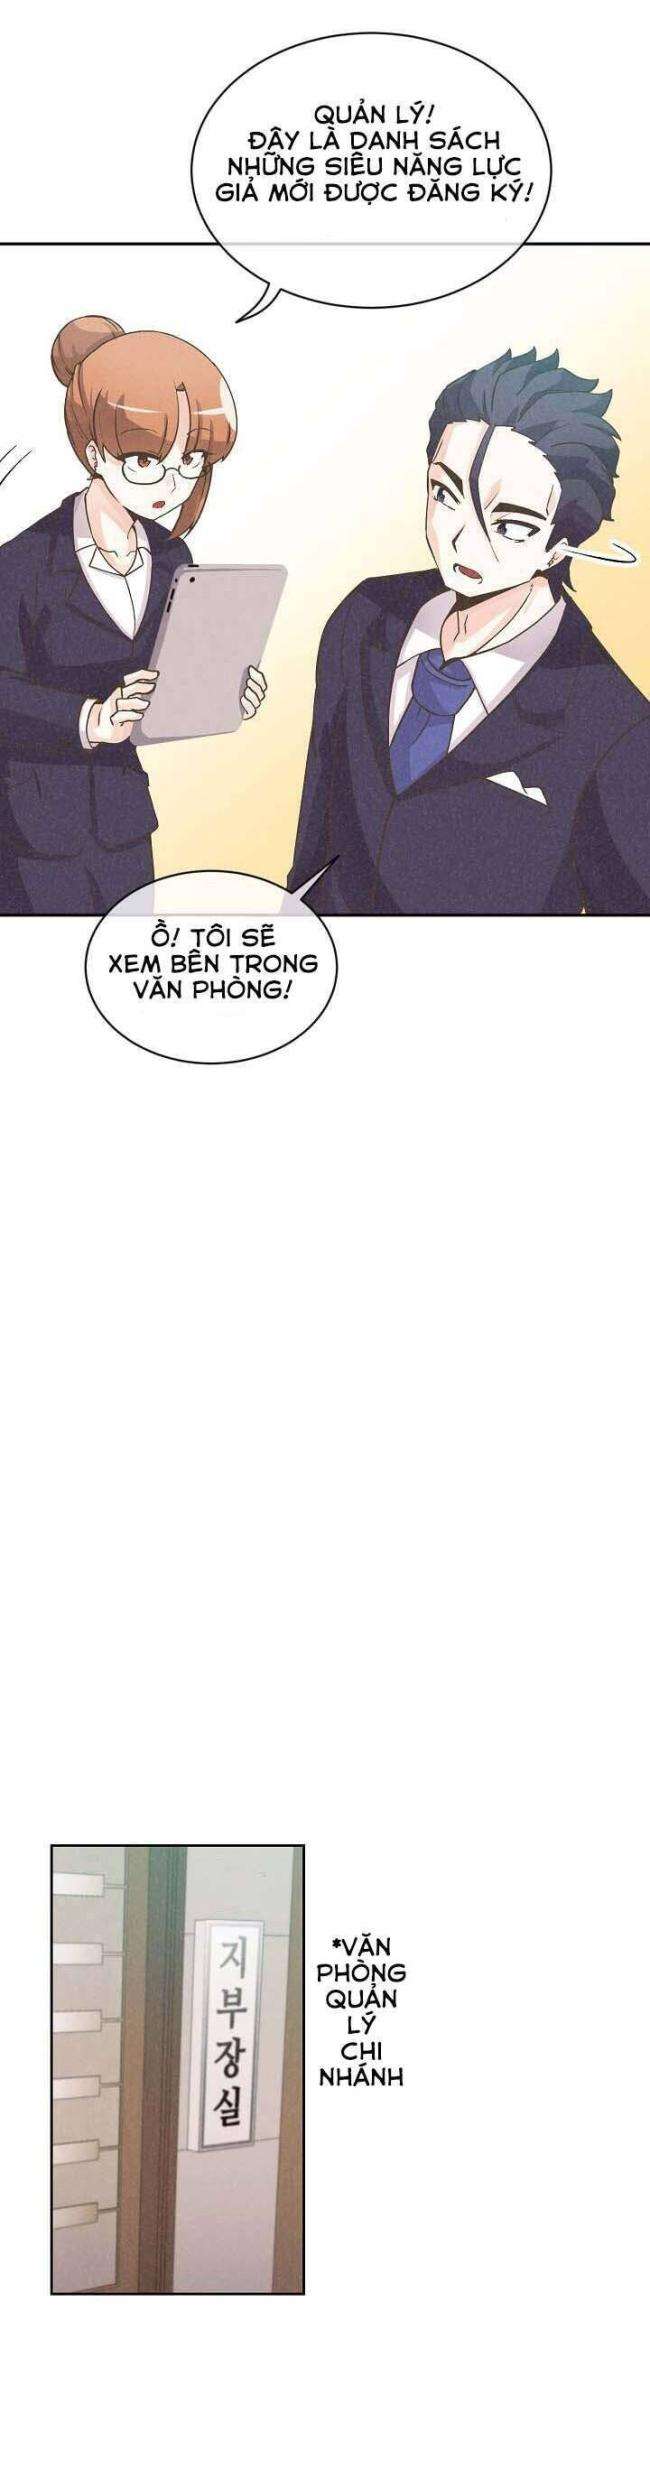 QUẢN LÝ!
ĐÂY LÀ DANH SÁCH
NHỮNG SIÊU NĂNG LỰC
GIẢ MỚI ĐƯỢC ĐĂNG KÝ!
Ồ! TÔI SẼ
XEM BÊN TRONG
VĂN PHÒNG!
지부장실
*VĂN
PHÒNG
QUẢN
LÝ
CHI
NHÁNH